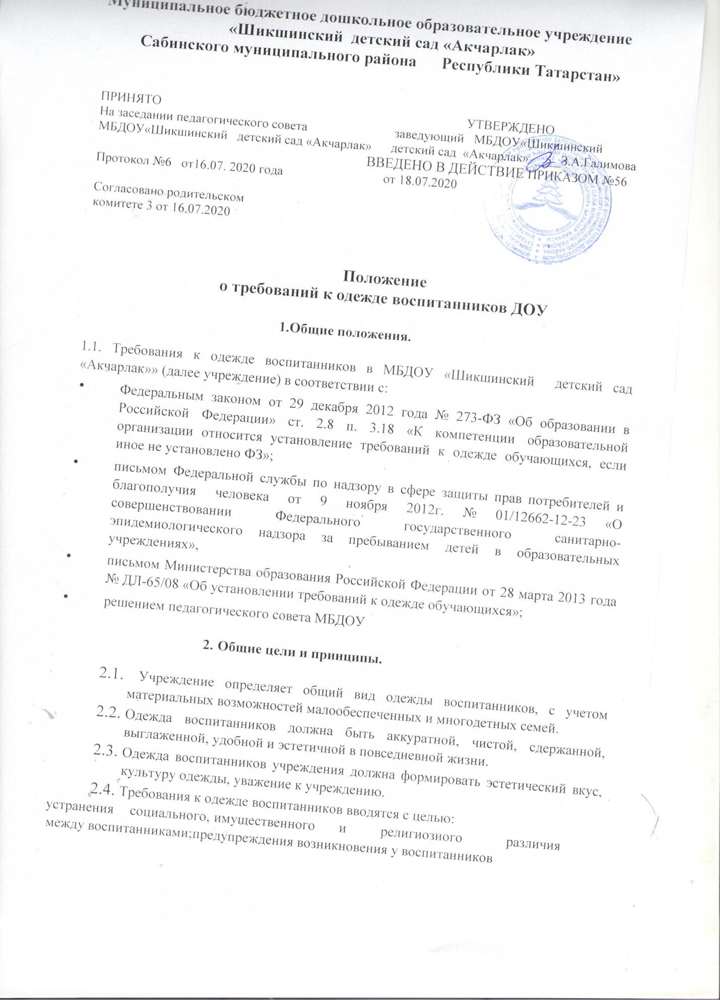 Муниципальное бюджетное дошкольное образовательное учреждение
«Шикшинский детский сад «Акчарлак»
Сабинского муниципального района Республики Татарстан»
ПРИНЯТО
На заседании педагогического совета
МБДОУ«Шикшинский детский сад «Акчарлак»
Протокол №6 от16.07. 2020 года
Согласовано родительском
комитете 3 от 16.07.2020
УТВЕРЖДЕНО
заведующий МБДОУ«Шикшинский
детский сад «Акчарлак» З.А.Галимова
ВВЕДЕНО В ДЕЙСТВИЕ ПРИКАЗОМ №56
от 18.07.2020
Положение
о требований к одежде воспитанников ДОУ
1.Общие положения.
1.1. Требования к одежде воспитанников в МБДОУ «Шикшинский детский сад
«Акчарлак»» (далее учреждение) в соответствии с:
• Федеральным законом от 29 декабря 2012 года № 273-ФЗ «Об образовании в
Российской Федерации» ст. 2.8 п. 3.18 «К компетенции образовательной
организации относится установление требований к одежде обучающихся, если
иное не установлено ФЗ»;
• письмом Федеральной службы по надзору в сфере защиты прав потребителей и
благополучия человека от 9 ноября 2012г. № 01/12662-12-23 «О
совершенствовании Федерального государственного санитарно-
эпидемиологического надзора за пребыванием детей в образовательных
учреждениях»,
• письмом Министерства образования Российской Федерации от 28 марта 2013 года
№ ДЛ-65/08 «Об установлении требований к одежде обучающихся»;
• решением педагогического совета МБДОУ
2. Общие цели и принципы.
2.1. Учреждение определяет общий вид одежды воспитанников, с учетом
материальных возможностей малообеспеченных и многодетных семей.
2.2. Одежда воспитанников должна быть аккуратной, чистой, сдержанной,
выглаженной, удобной и эстетичной в повседневной жизни.
2.3. Одежда воспитанников учреждения должна формировать эстетический вкус,
культуру одежды, уважение к учреждению.
2.4. Требования к одежде воспитанников вводятся с целью:
устранения социального, имущественного и религиозного различия
между воспитанниками;предупреждения возникновения у воспитанников